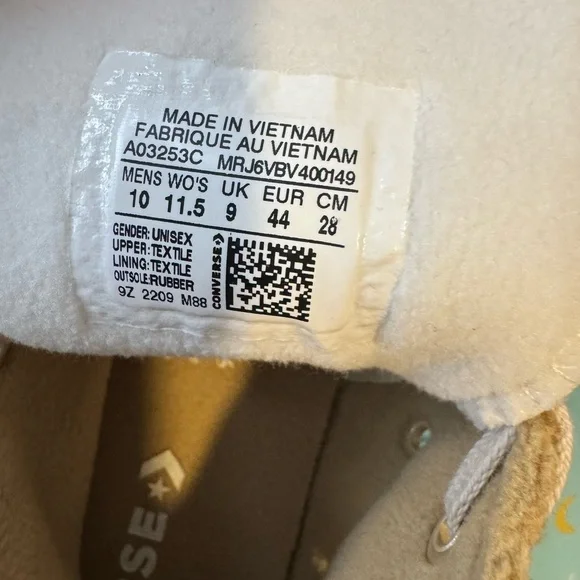 MADE IN VIETNAM
FABRIQUE AU VIETNAM
A03253C MRJ6VBV400149
MENS WO'S UK EUR CM
10 11.5 9 44 28
GENDER: UNISEX
UPPER: TEXTILE
LINING: TEXTILE
OUTSOLE: RUBBER
9Z 2209 M88
CONVERSE